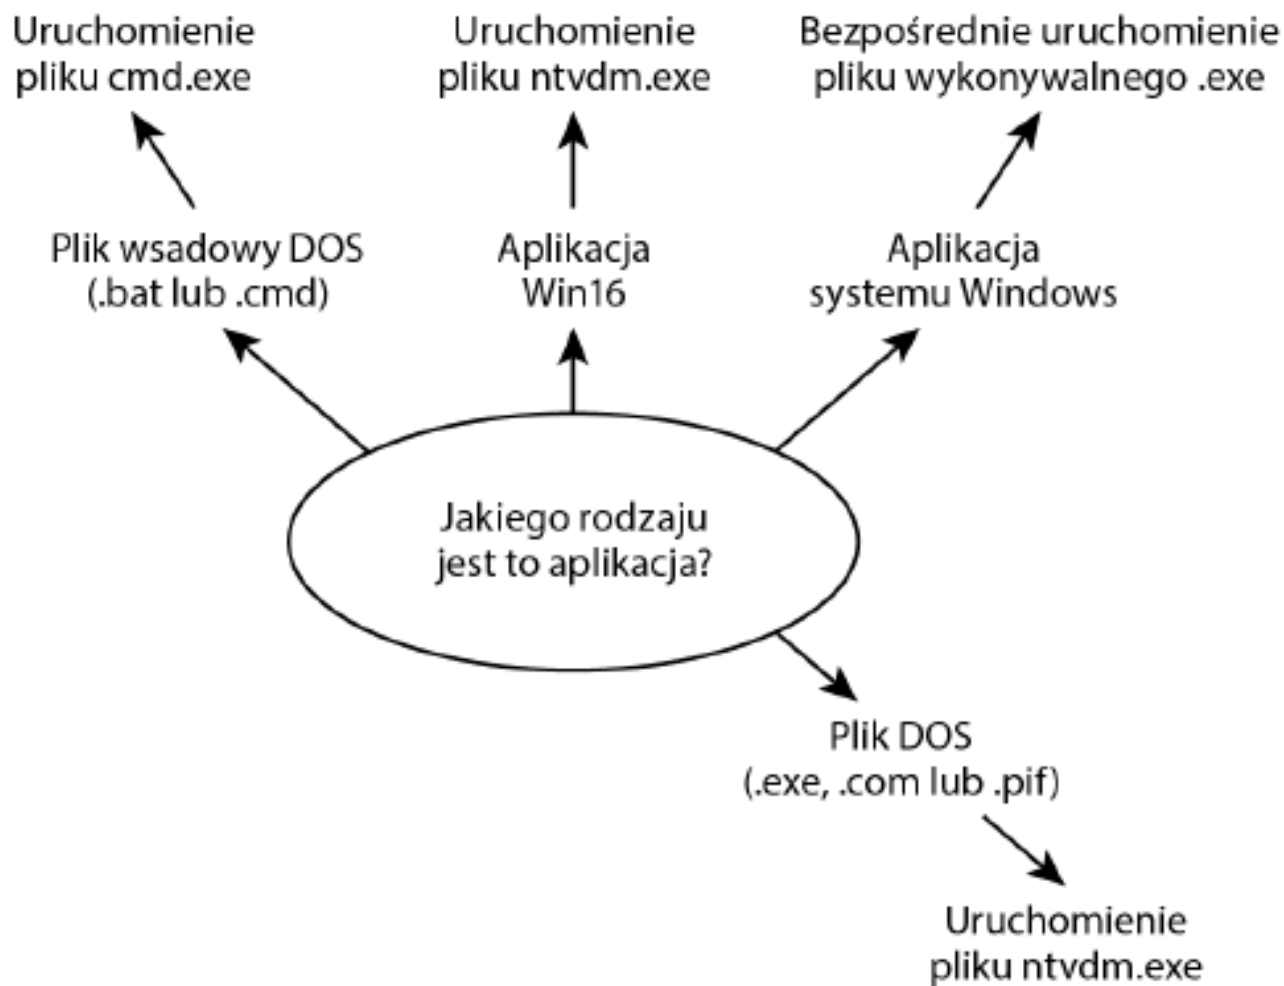 Uruchomienie
pliku cmd.exe
Uruchomienie
pliku ntvdm.exe
Bezpośrednie uruchomienie
pliku wykonywalnego .exe
Plik wsadowy DOS
(.bat lub .cmd)
Aplikacja
Win16
Aplikacja
systemu Windows
Jakiego rodzaju
jest to aplikacja?
Plik DOS
(.exe, .com lub .pif)
Uruchomienie
pliku ntvdm.exe